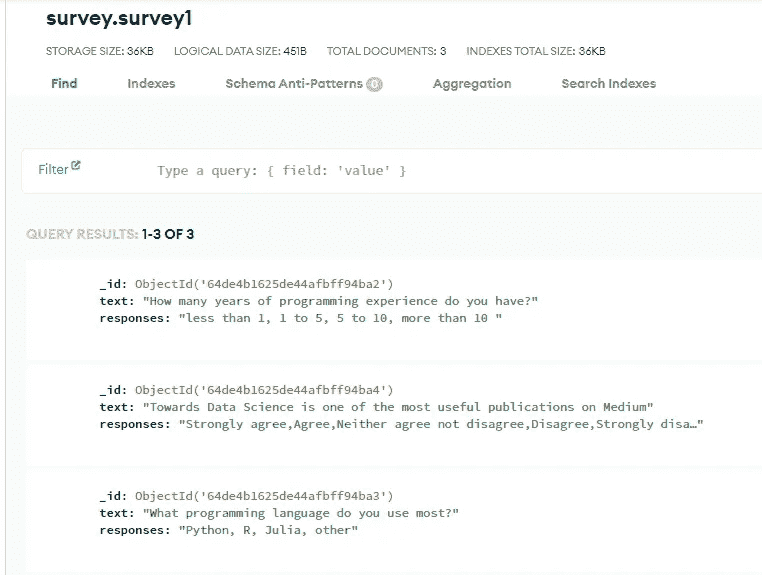 survey.survey1
STORAGE SIZE: 36KB LOGICAL DATA SIZE: 451B TOTAL DOCUMENTS: 3 INDEXES TOTAL SIZE: 36KB
Find Indexes Schema Anti-Patterns 0 Aggregation Search Indexes
Filter Type a query: { field: 'value' }
QUERY RESULTS: 1-3 OF 3
_id: ObjectId('64de4b1625de44afbff94ba2')
text: "How many years of programming experience do you have?"
responses: "less than 1, 1 to 5, 5 to 10, more than 10 "
_id: ObjectId('64de4b1625de44afbff94ba4')
text: "Towards Data Science is one of the most useful publications on Medium"
responses: "Strongly agree,Agree,Neither agree not disagree,Disagree,Strongly disa…"
_id: ObjectId('64de4b1625de44afbff94ba3')
text: "What programming language do you use most?"
responses: "Python, R, Julia, other"